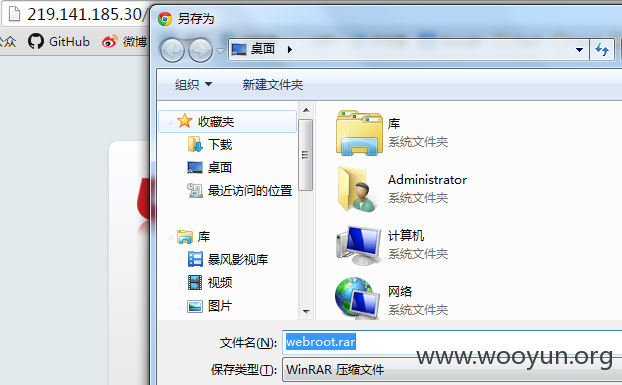 另存为
219.141.185.30/
公众 GitHub 微博
桌面
组织 新建文件夹
收藏夹
下载
桌面
最近访问的位置
库
暴风影视库
视频
图片
库
系统文件夹
Administrator
系统文件夹
计算机
系统文件夹
网络
系统文件夹
文件名(N): webroot.rar
保存类型(T): WinRAR 压缩文件
www.wooyun.org